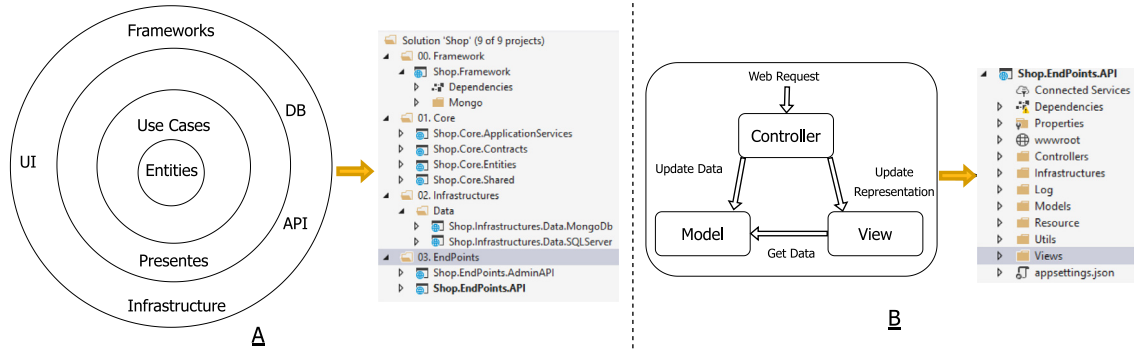 Frameworks
UI
DB
Use Cases
Entities
API
Presentes
Infrastructure
A
Solution 'Shop' (9 of 9 projects)
00. Framework
Shop.Framework
Dependencies
Mongo
01. Core
Shop.Core.ApplicationServices
Shop.Core.Contracts
Shop.Core.Entities
Shop.Core.Shared
02. Infrastructures
Data
Shop.Infrastructures.Data.MongoDb
Shop.Infrastructures.Data.SQLServer
03. EndPoints
Shop.EndPoints.AdminAPI
Shop.EndPoints.API
Web Request
Controller
Update Data
Update
Representation
Model
View
Get Data
B
Shop.EndPoints.API
Connected Services
Dependencies
Properties
wwwroot
Controllers
Infrastructures
Log
Models
Resource
Utils
Views
appsettings.json